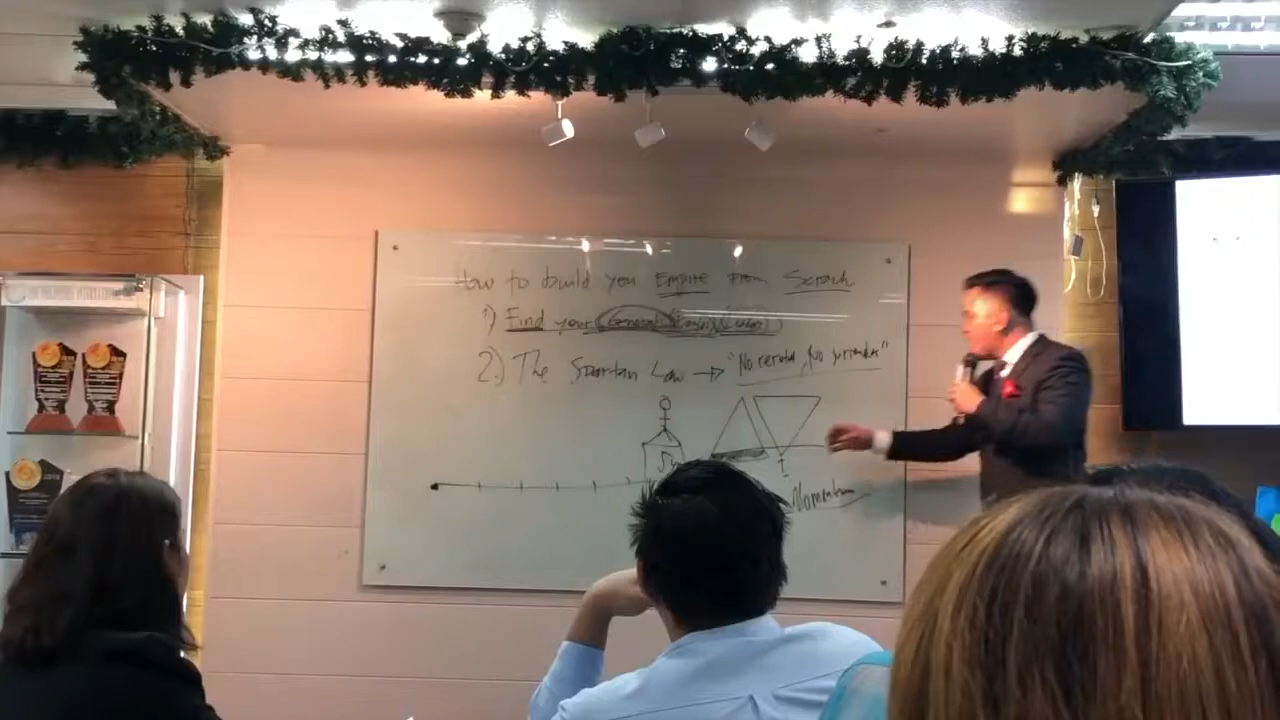 How to build you Empire From Scratch
1) Find your General
2.) The Spartan Law → "No retreat, No surrender"
Momentum